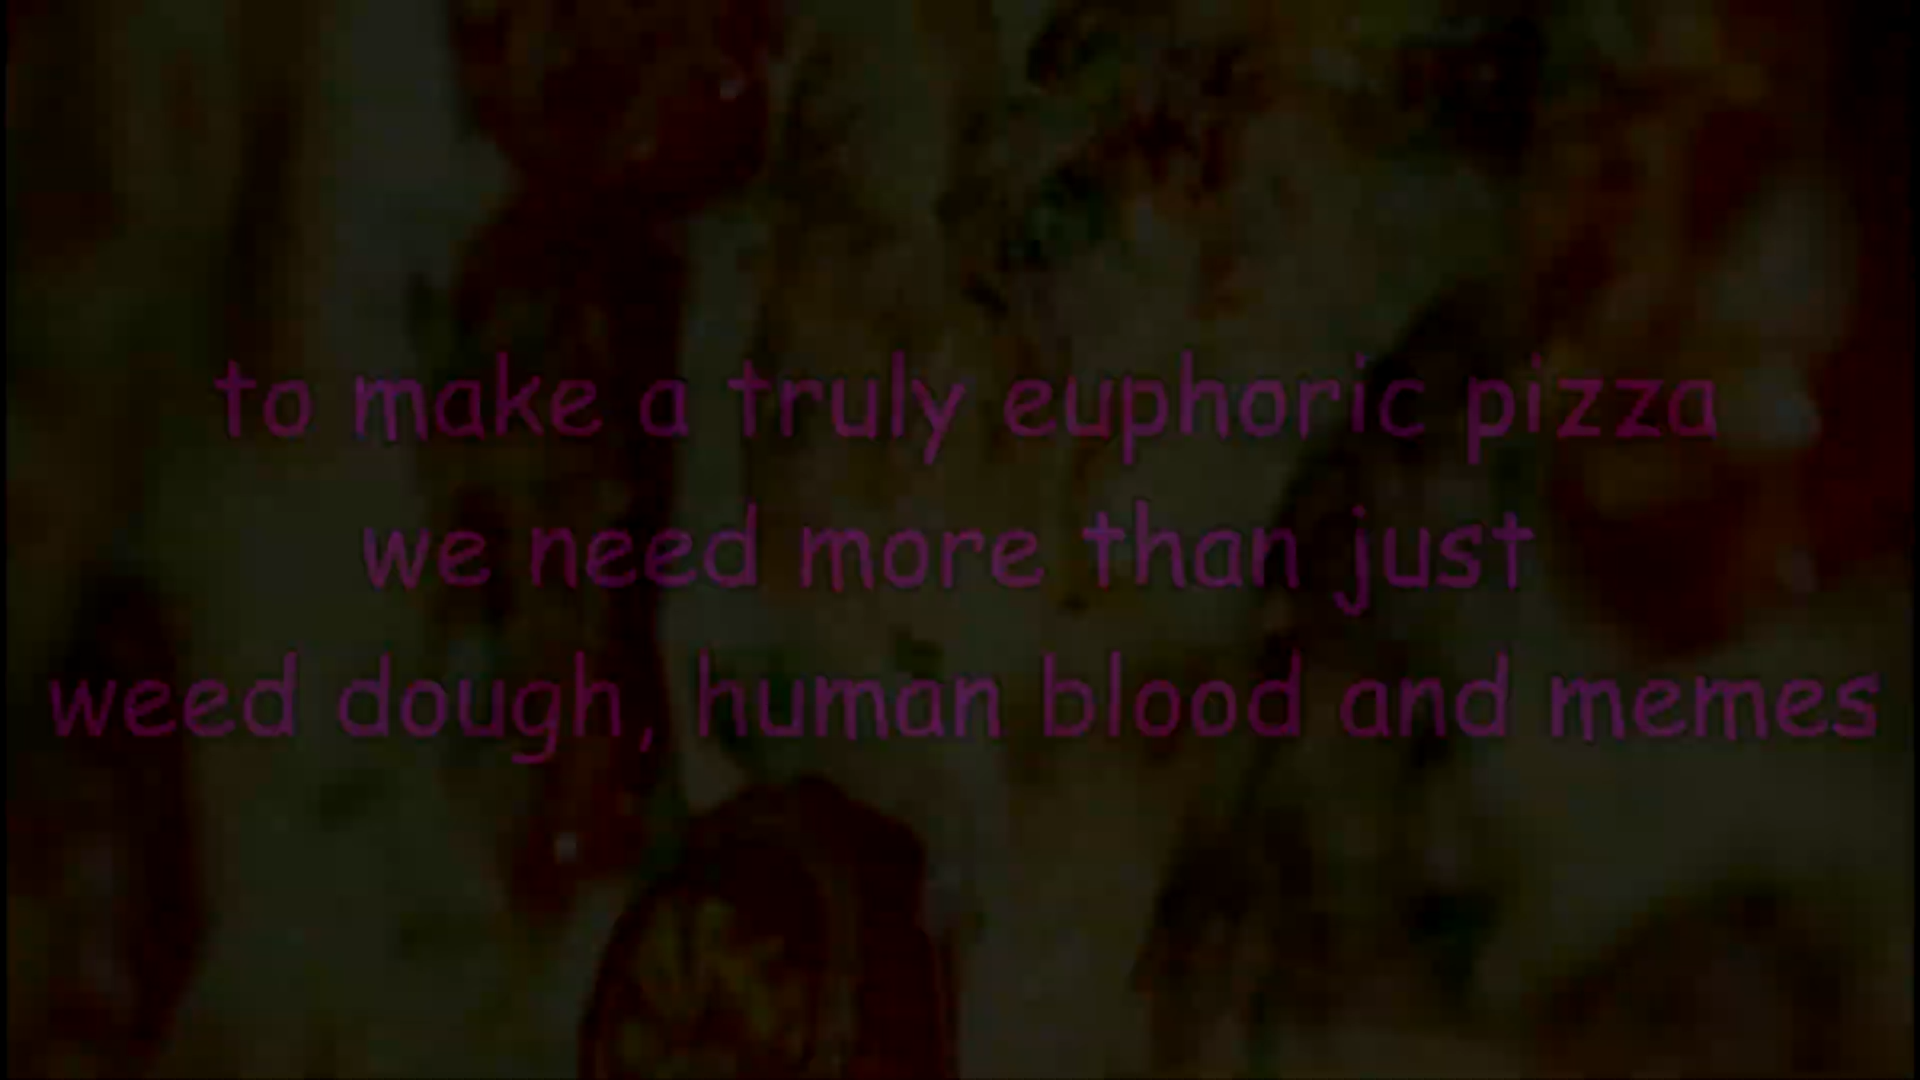 to make a truly euphoric pizza
we need more than just
weed dough, human blood and memes